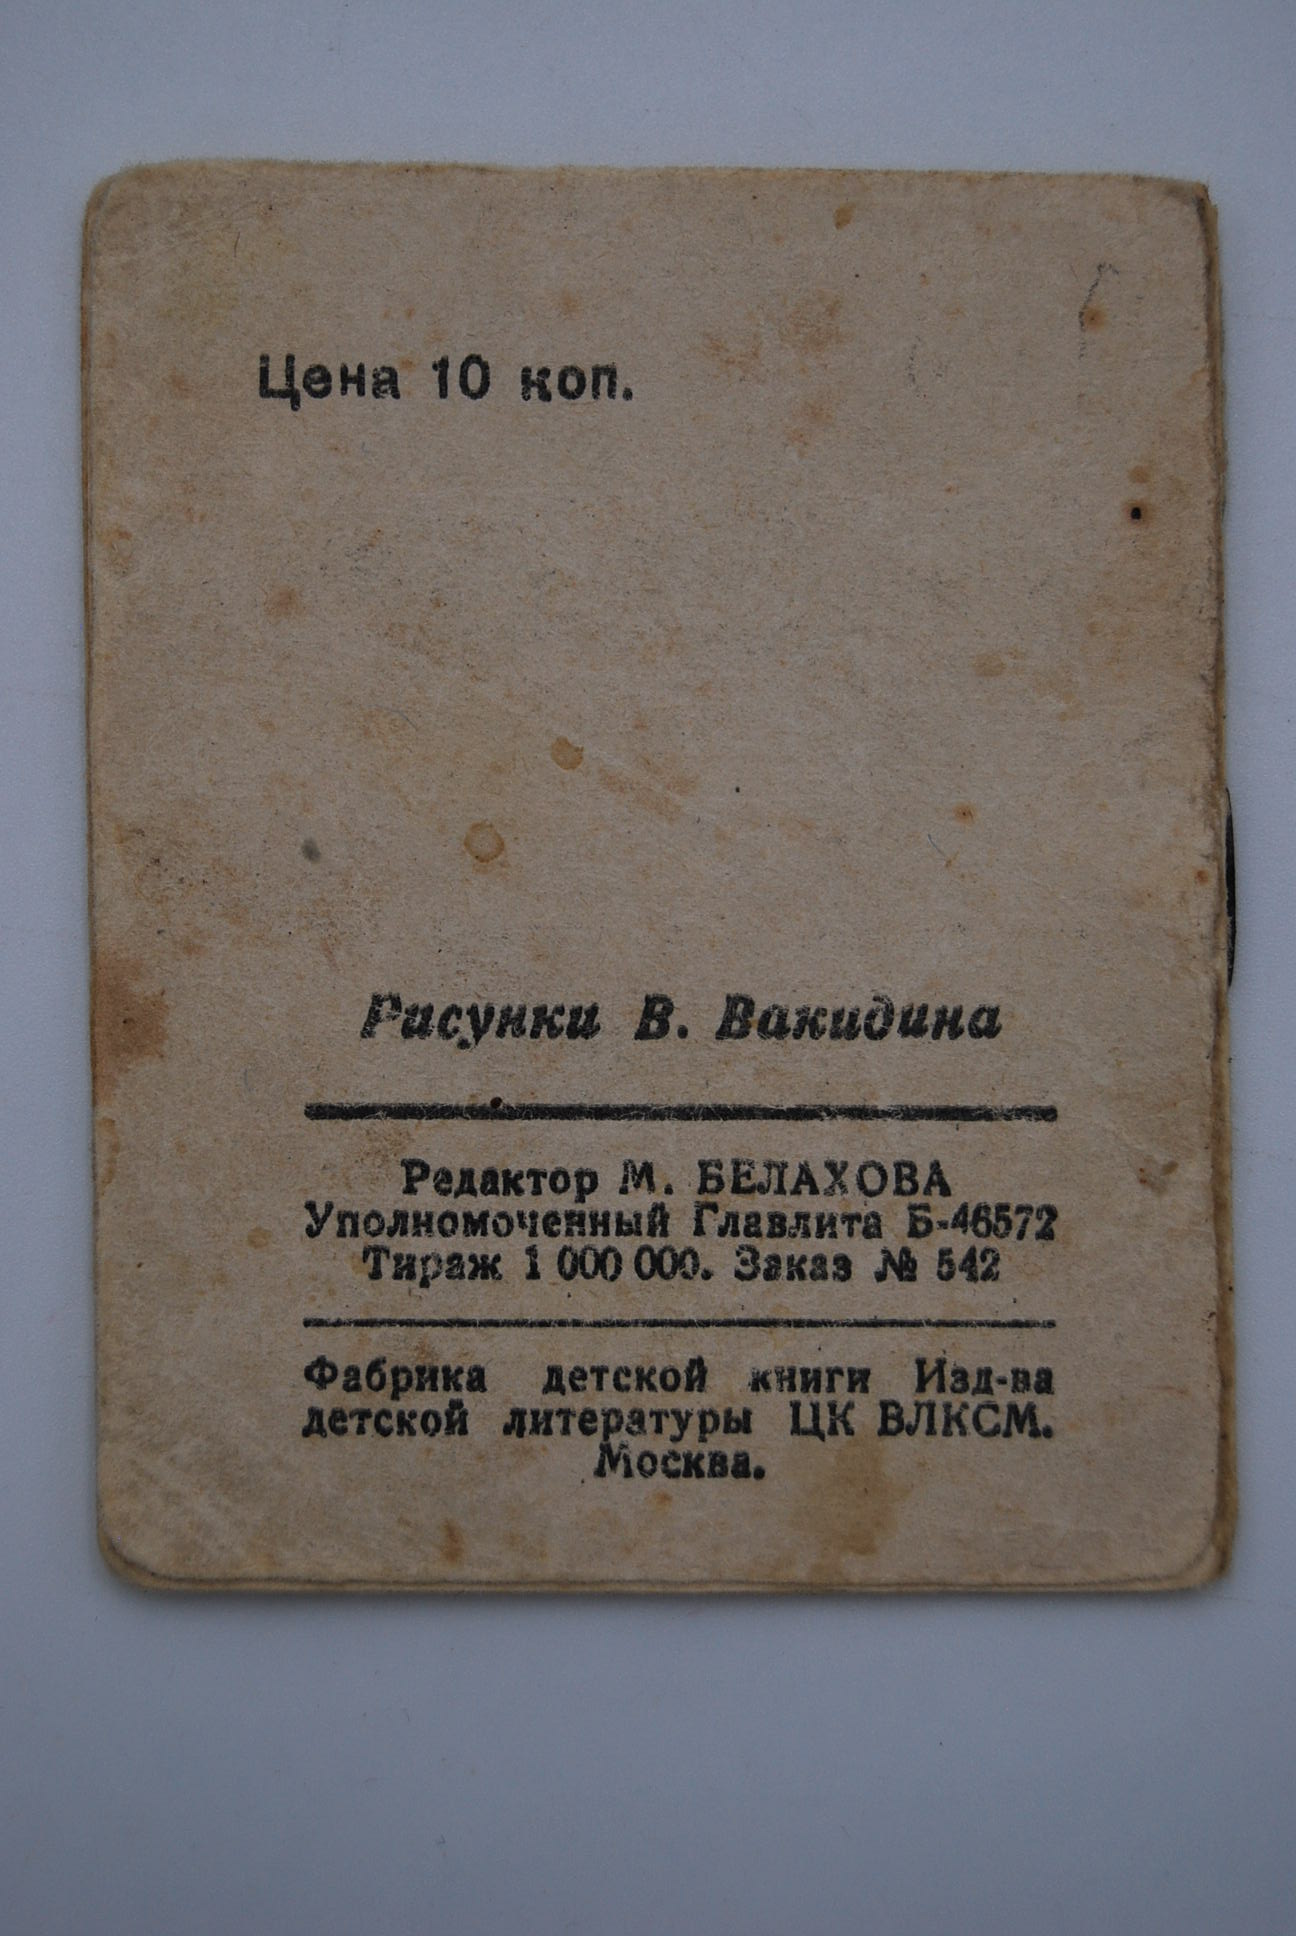 Цена 10 коп.
Рисунки В. Вакидина
Редактор М. БЕЛАХОВА
Уполномоченный Главлита Б-46572
Тираж 1 000 000. Заказ № 542
Фабрика детской книги Изд-ва
детской литературы ЦК ВЛКСМ.
Москва.